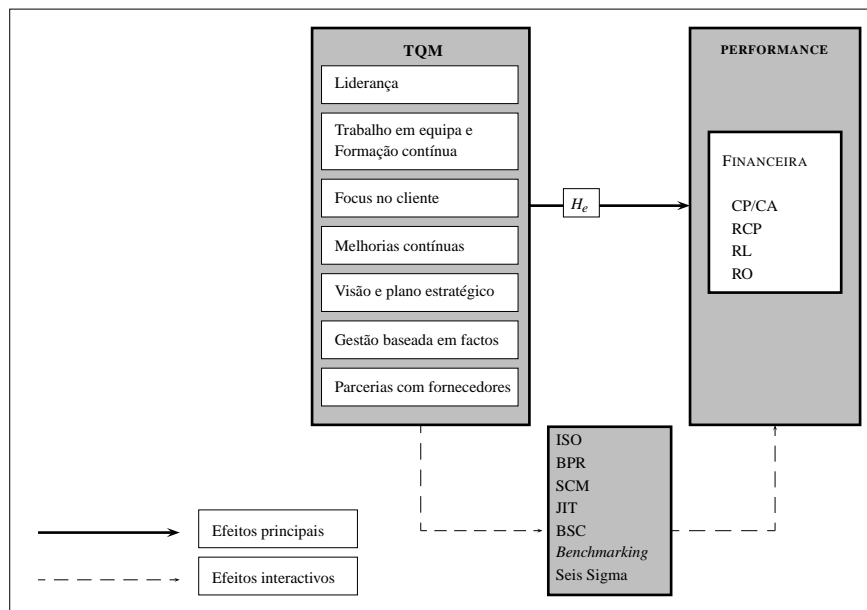 TQM
Liderança
Trabalho em equipa e
Formação contínua
Focus no cliente
Melhorias contínuas
Visão e plano estratégico
Gestão baseada em factos
Parcerias com fornecedores
H_e
PERFORMANCE
FINANCEIRA
CP/CA
RCP
RL
RO
ISO
BPR
SCM
JIT
BSC
Benchmarking
Seis Sigma
Efeitos principais
Efeitos interactivos